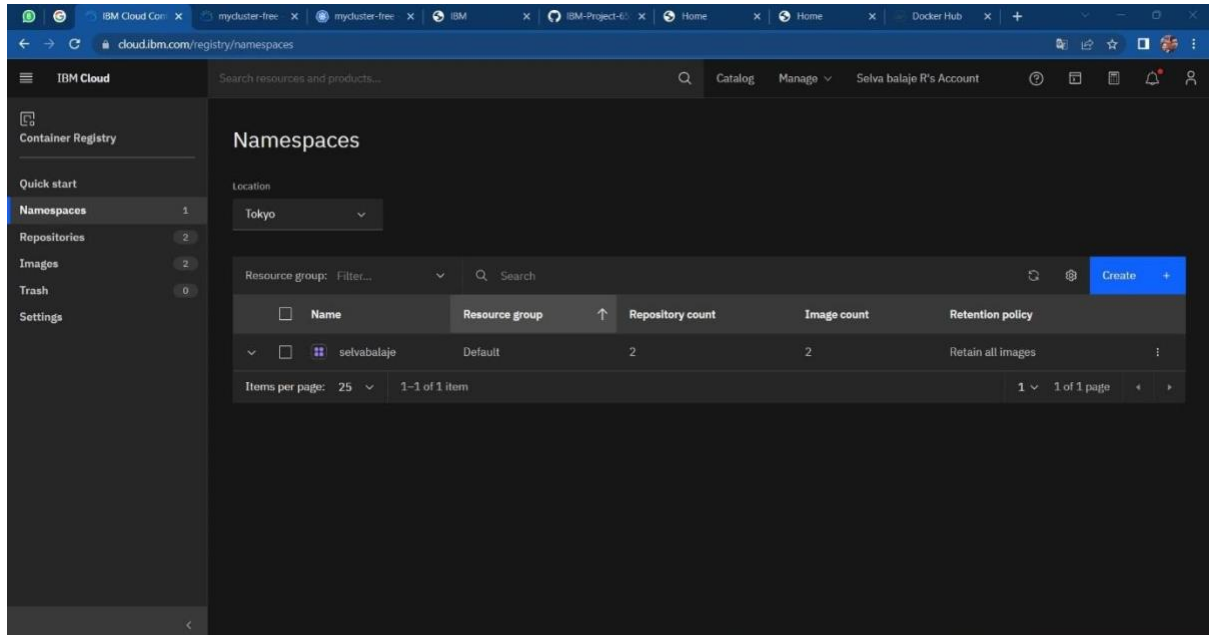 IBM Cloud Con mycluster-free mycluster-free IBM IBM-Project-65 Home Home Docker Hub
cloud.ibm.com/registry/namespaces
IBM Cloud Search resources and products... Catalog Manage Selva balaje R's Account
Container Registry
Namespaces
Quick start
Location
Namespaces 1
Tokyo
Repositories 2
Images 2
Resource group: Filter... Search Create +
Trash 0
Settings
Name Resource group Repository count Image count Retention policy
selvabalaje Default 2 2 Retain all images
Items per page: 25 1–1 of 1 item 1 1 of 1 page